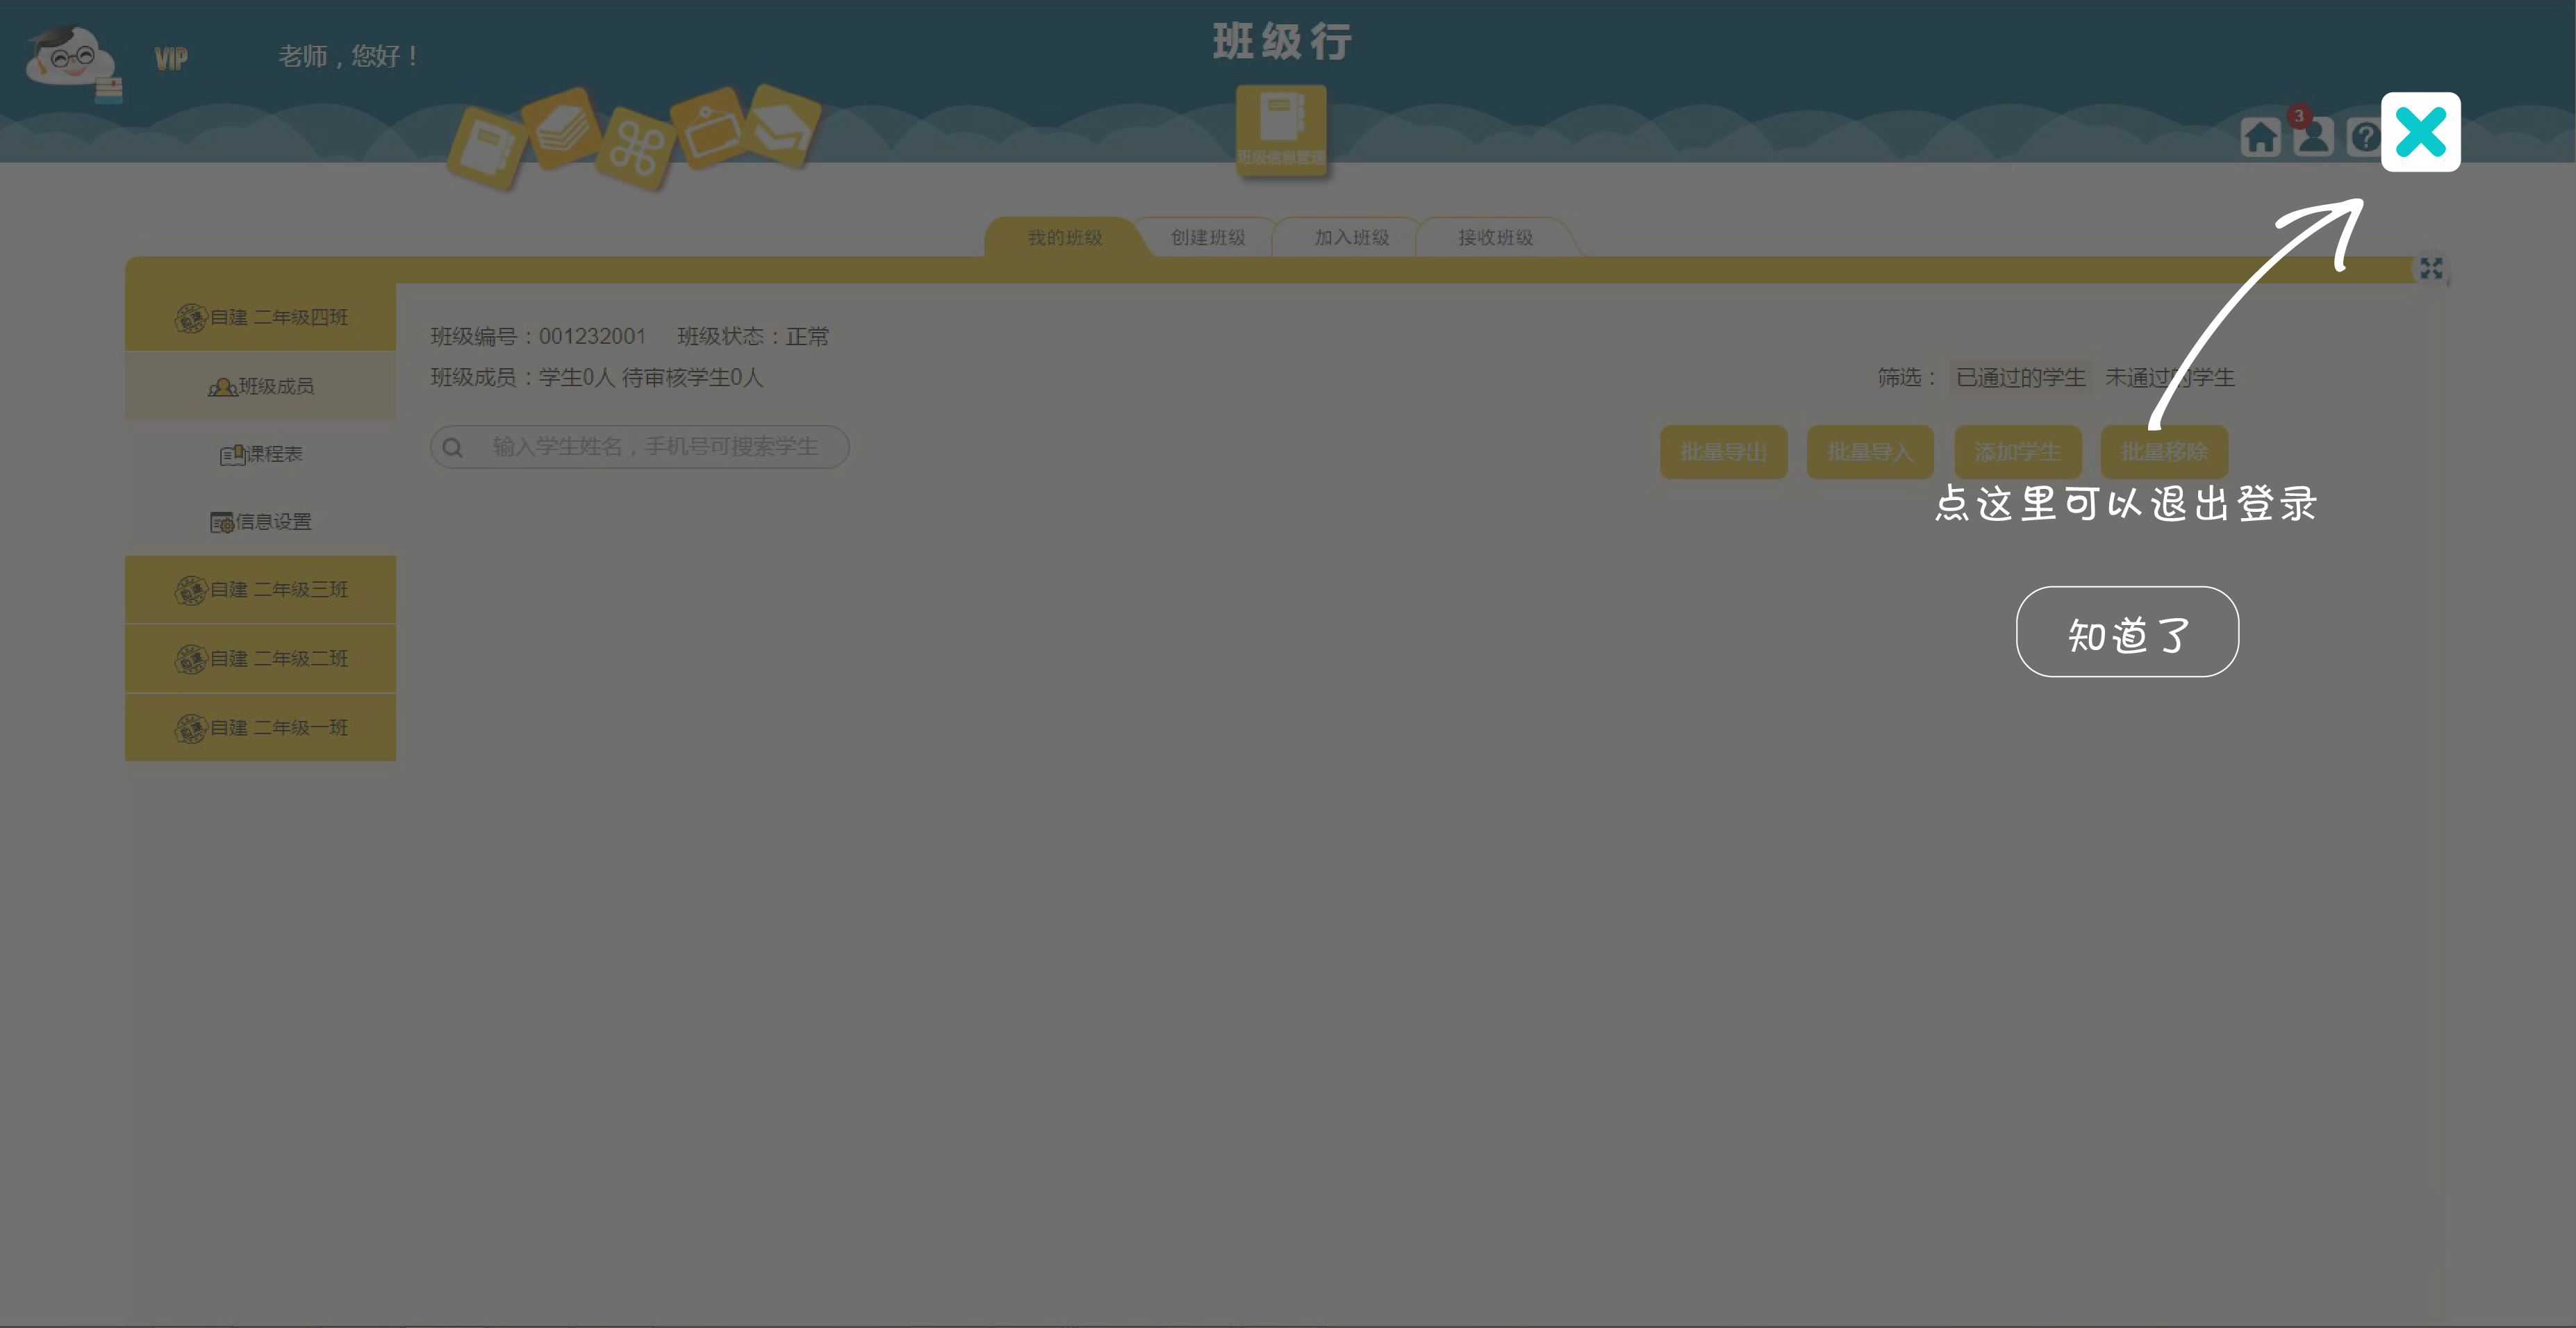 班级行
VIP 老师，您好！
班级信息管理
3
我的班级 创建班级 加入班级 接收班级
自建 二年级四班
班级成员
课程表
信息设置
自建 二年级三班
自建 二年级二班
自建 二年级一班
班级编号：001232001 班级状态：正常
班级成员：学生0人 待审核学生0人
筛选： 已通过的学生 未通过的学生
输入学生姓名，手机号可搜索学生
批量导出 批量导入 添加学生 批量移除
点这里可以退出登录
知道了